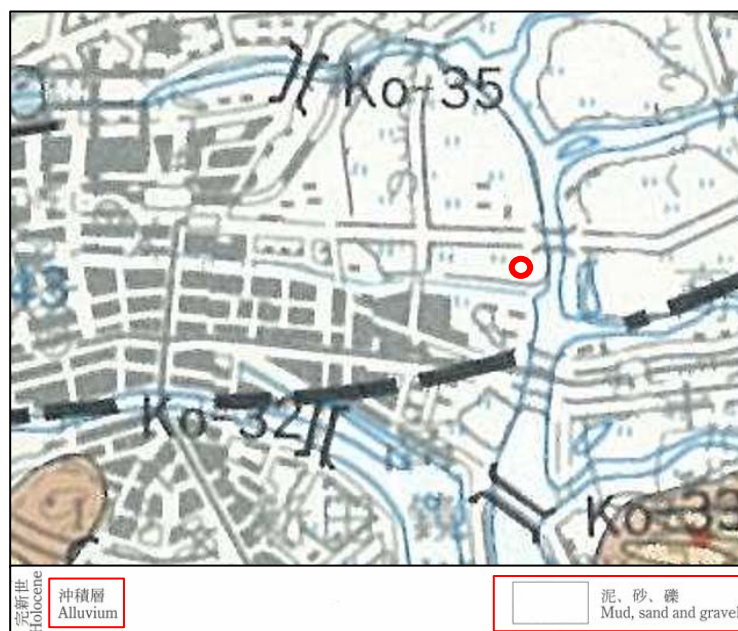 Ko-35
43
Ko-32
Ko-33
完新世
Holocene
沖積層
Alluvium
泥、砂、礫
Mud, sand and gravel